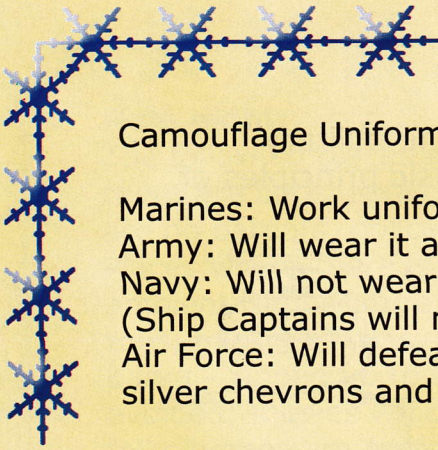 Camouflage Uniform
Marines: Work unifo
Army: Will wear it a
Navy: Will not wear
(Ship Captains will
Air Force: Will defea
silver chevrons and